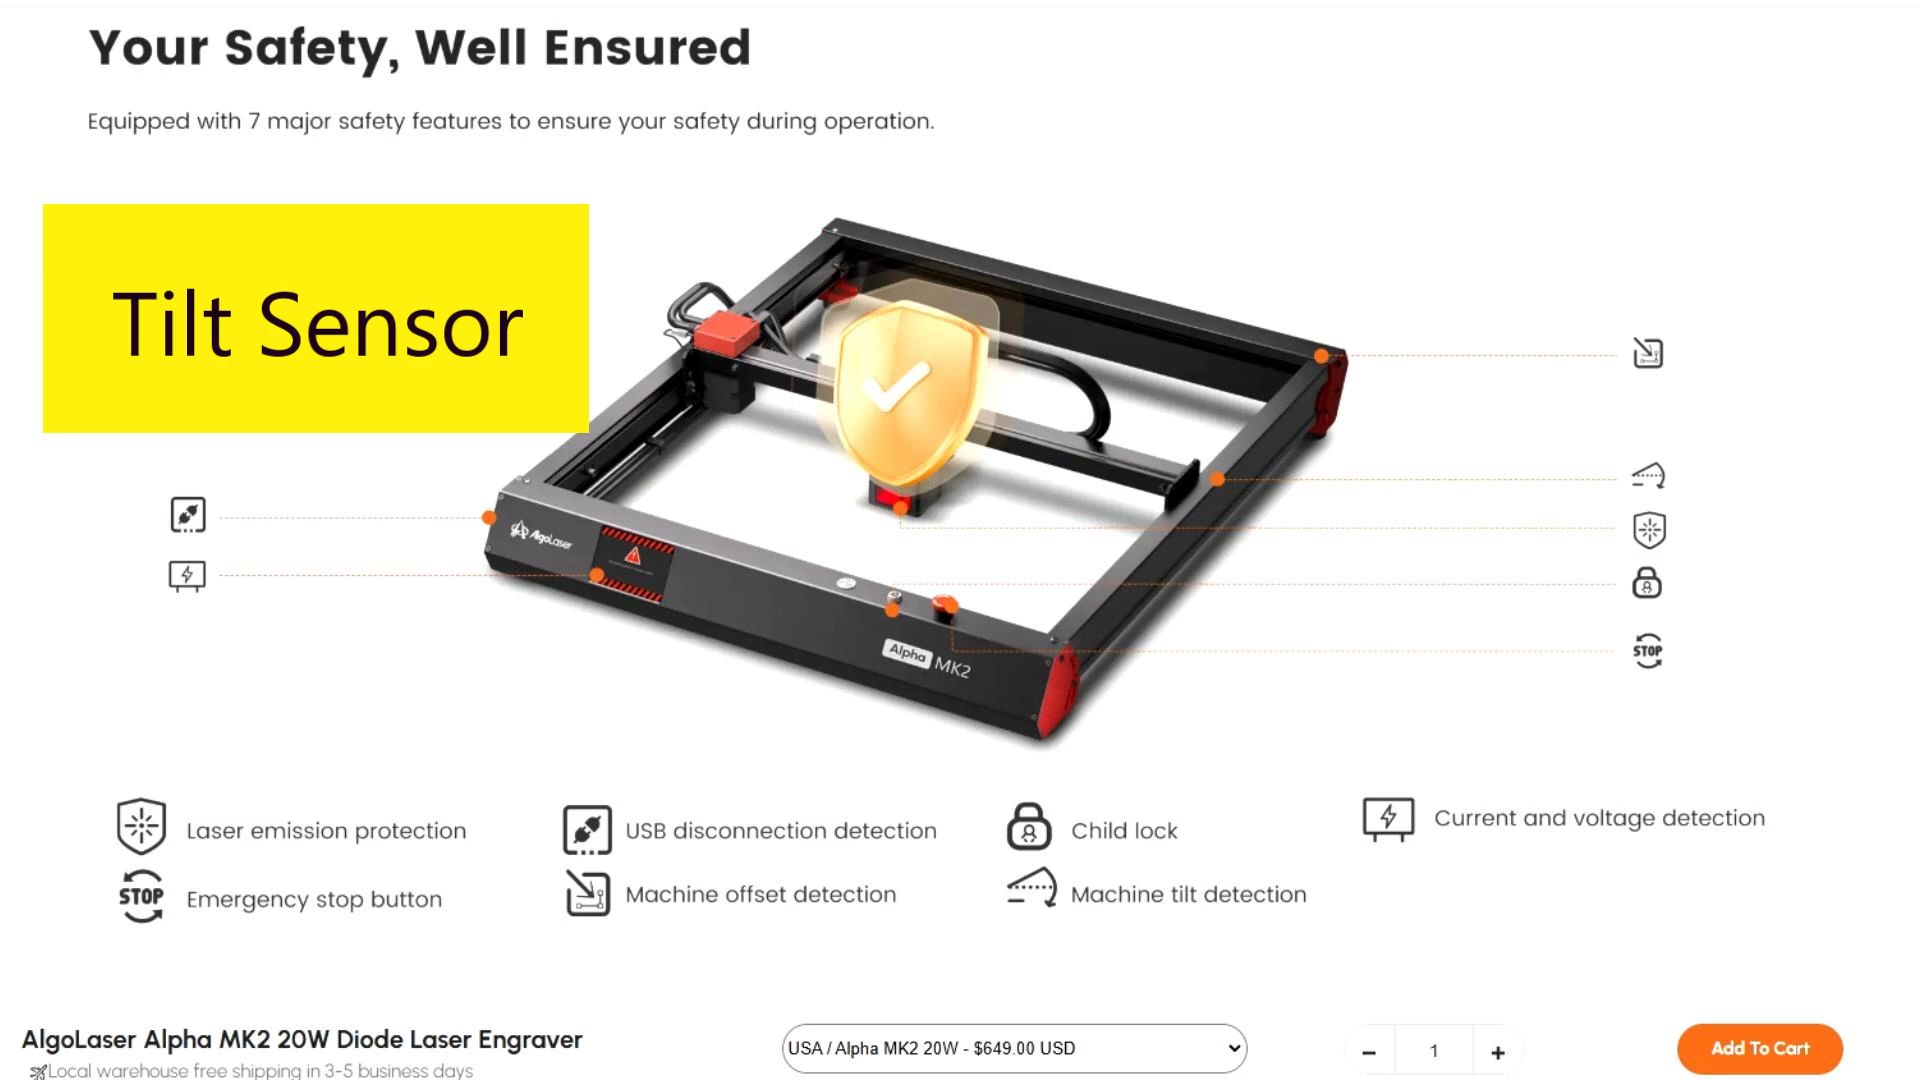 Your Safety, Well Ensured
Equipped with 7 major safety features to ensure your safety during operation.
Tilt Sensor
AlgoLaser
Alpha MK2
STOP
Laser emission protection
USB disconnection detection
Child lock
Current and voltage detection
STOP
Emergency stop button
Machine offset detection
Machine tilt detection
AlgoLaser Alpha MK2 20W Diode Laser Engraver
Local warehouse free shipping in 3-5 business days
USA / Alpha MK2 20W - $649.00 USD
− 1 +
Add To Cart